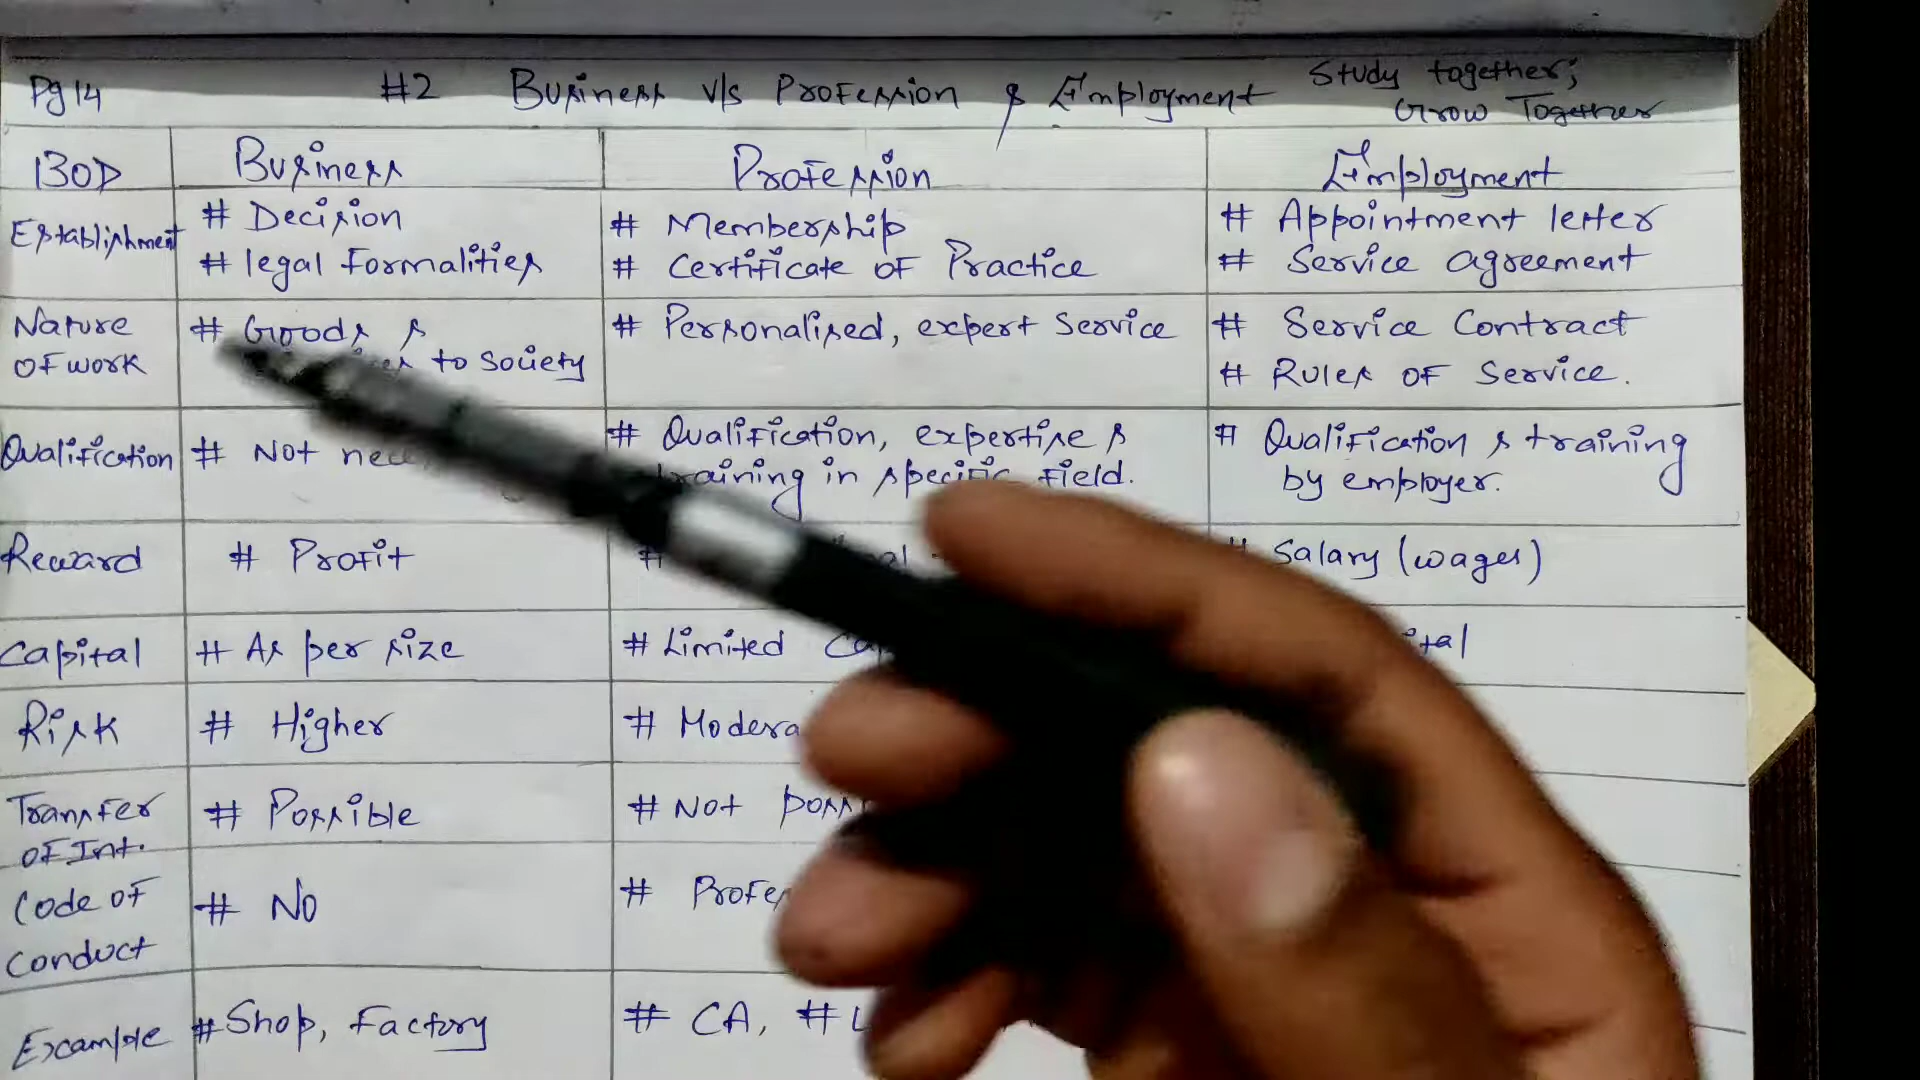 Pg 14 #2 Business v/s Profession & Employment Study together;
Grow Together
BOD Business Profession Employment
Establishment # Decision # Membership # Appointment letter
# legal formalities # Certificate of Practice # Service agreement
Nature # Goods & # Personalised, expert Service # Service Contract
of work to Society # Rules of Service.
Qualification # Not # Qualification, expertise & # Qualification & training
training in specific field. by employer.
Reward # Profit # # Salary (wages)
Capital # As per size # Limited
Risk # Higher #
Transfer # Possible # Not
of Int.
Code of # No #
conduct
Example # Shop, Factory # CA, #